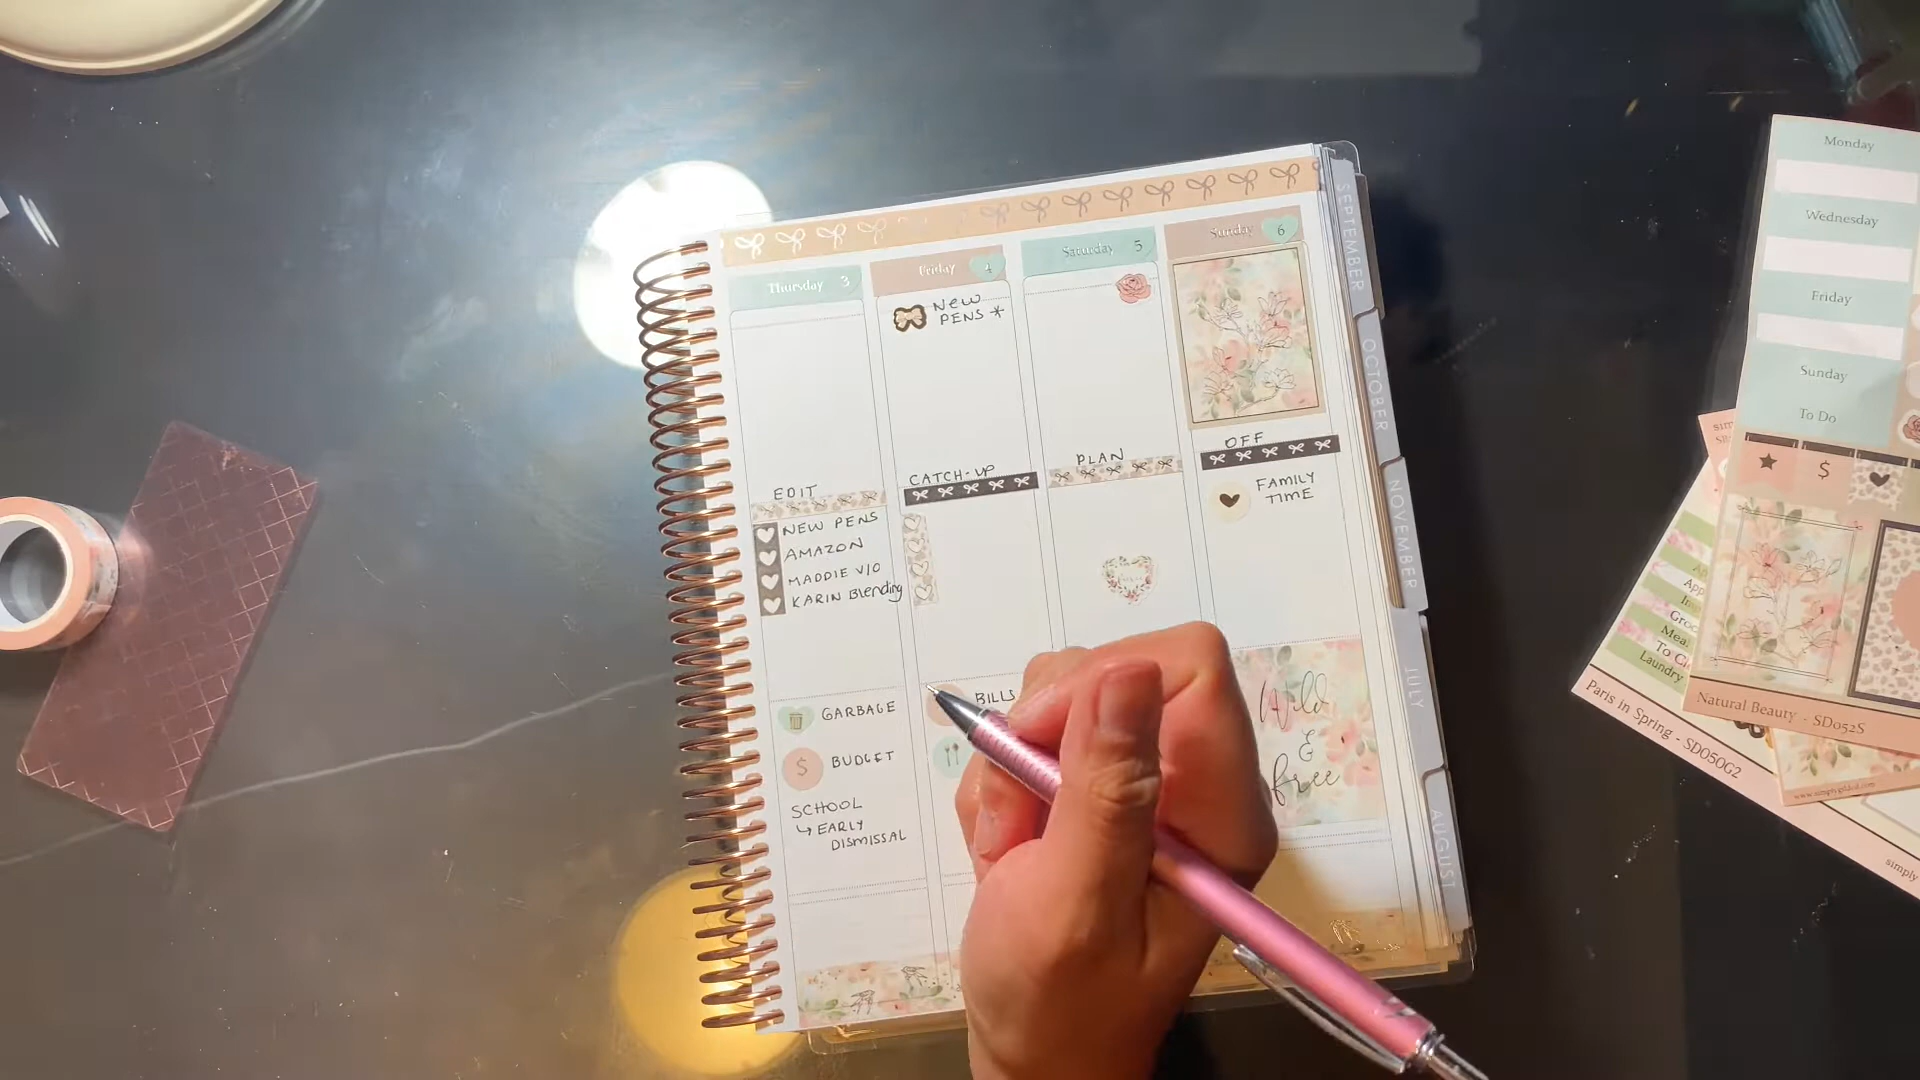 Thursday 3
Friday 4
Saturday 5
Sunday 6
NEW
PENS *
EDIT
NEW PENS
AMAZON
MADDIE V/O
KARIN Blending
CATCH-UP
PLAN
OFF
FAMILY
TIME
GARBAGE
$ BUDGET
SCHOOL
↳ EARLY
DISMISSAL
BILLS
Wild
&
free
SEPTEMBER
OCTOBER
NOVEMBER
JULY
AUGUST
Monday
Wednesday
Friday
Sunday
To Do
$
Laundry
Natural Beauty - SD052S
Paris in Spring - SD050G2
simply